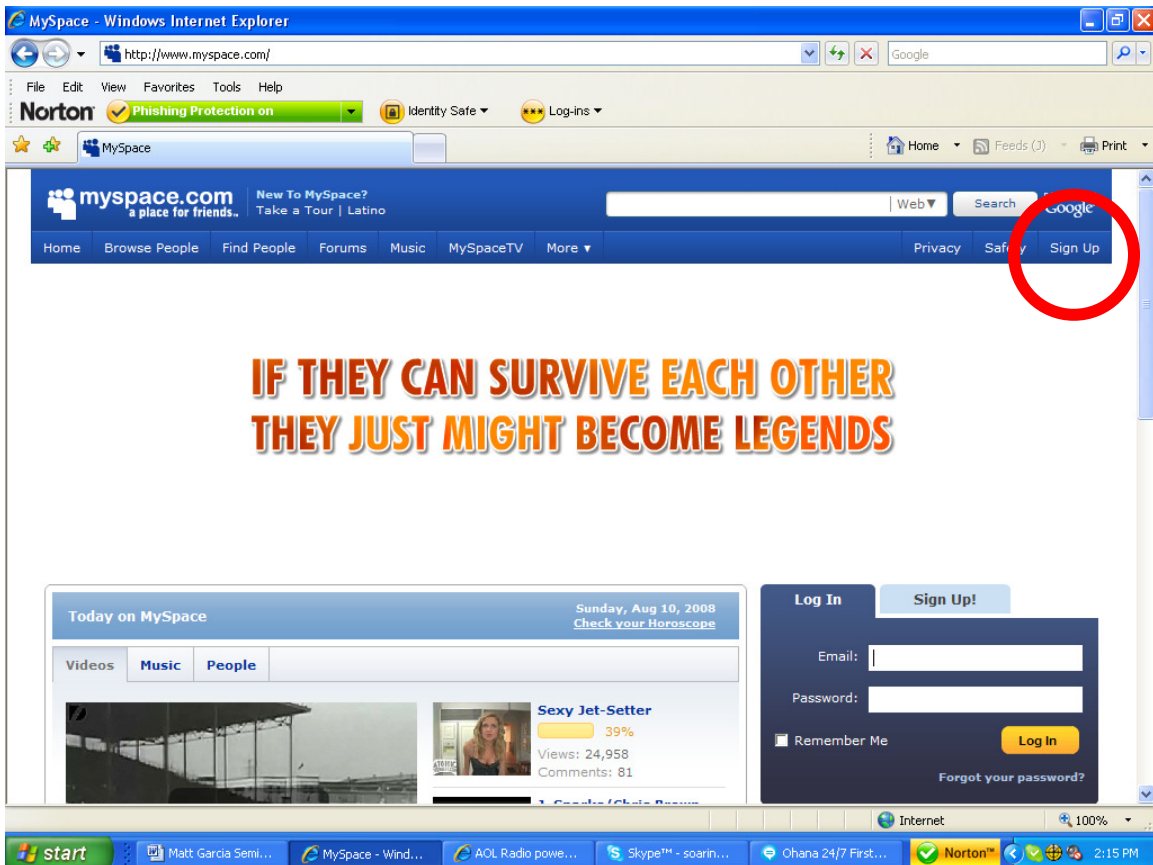 MySpace - Windows Internet Explorer
http://www.myspace.com/
Google
File Edit View Favorites Tools Help
Norton Phishing Protection on Identity Safe Log-ins
MySpace Home Feeds (J) Print
myspace.com New To MySpace?
a place for friends. Take a Tour | Latino
Web Search Google
Home Browse People Find People Forums Music MySpaceTV More Privacy Safety Sign Up
IF THEY CAN SURVIVE EACH OTHER
THEY JUST MIGHT BECOME LEGENDS
Today on MySpace
Sunday, Aug 10, 2008
Check your Horoscope
Videos Music People
Sexy Jet-Setter
39%
Views: 24,958
Comments: 81
Log In Sign Up!
Email:
Password:
Remember Me Log In
Forgot your password?
Internet 100%
start Matt Garcia Semi... MySpace - Wind... AOL Radio powe... Skype™ - soarin... Ohana 24/7 First... Norton™ 2:15 PM